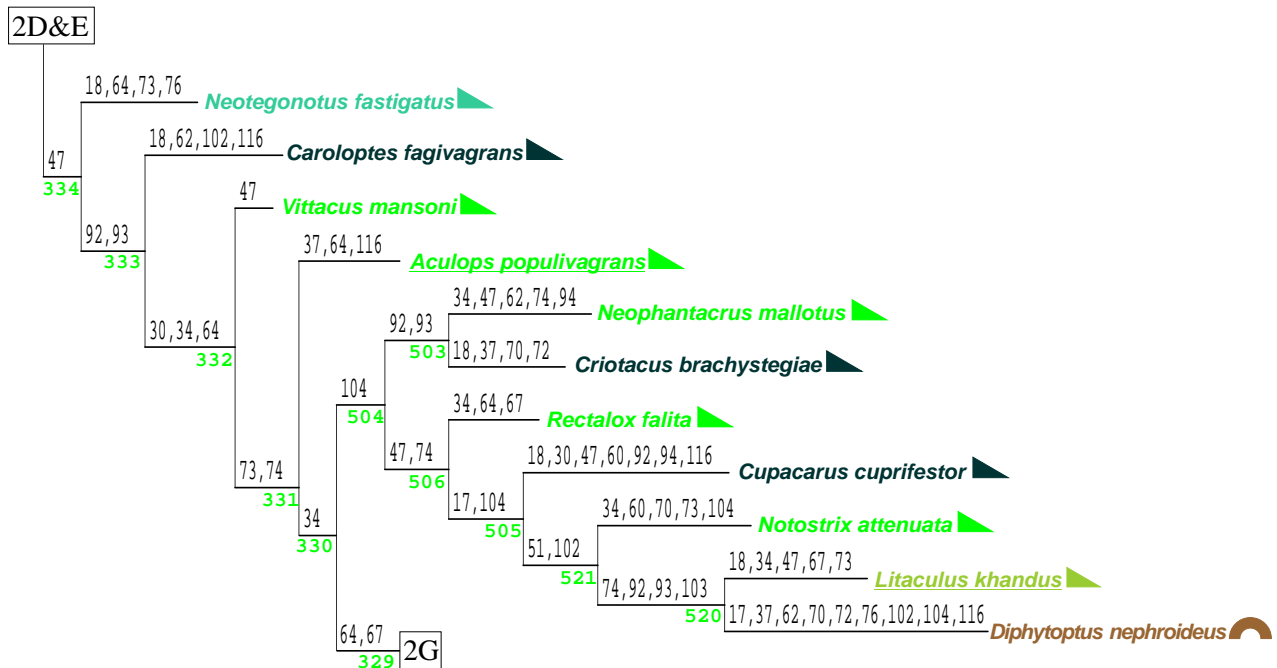 2D&E
18,64,73,76
Neotegonotus fastigatus
18,62,102,116
Caroloptes fagivagrans
47
334
47
Vittacus mansoni
92,93
333
37,64,116
Aculops populivagrans
34,47,62,74,94
Neophantacrus mallotus
30,34,64
332
92,93
503
18,37,70,72
Criotacus brachystegiae
104
504
34,64,67
Rectalox falita
47,74
506
18,30,47,60,92,94,116
Cupacarus cuprifestor
73,74
331
17,104
505
34,60,70,73,104
Notostrix attenuata
34
330
51,102
521
18,34,47,67,73
Litaculus khandus
74,92,93,103
520
17,37,62,70,72,76,102,104,116
Diphytoptus nephroideus
64,67
329
2G